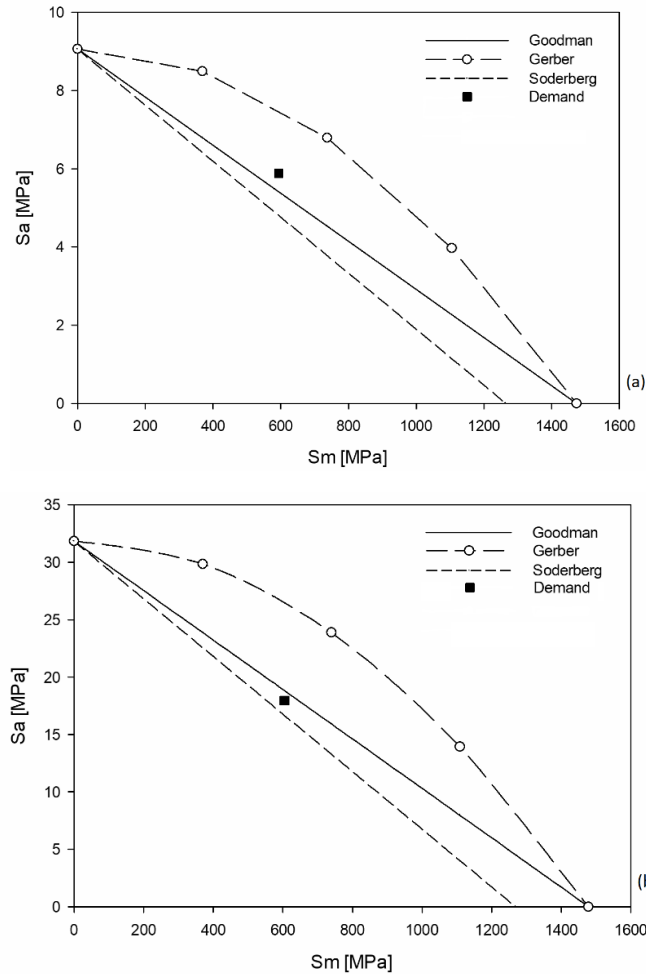 10
8
6
4
2
0
Sa [MPa]
Goodman
Gerber
Soderberg
Demand
0 200 400 600 800 1000 1200 1400 1600
Sm [MPa]
(a)
35
30
25
20
15
10
5
0
Sa [MPa]
Goodman
Gerber
Soderberg
Demand
0 200 400 600 800 1000 1200 1400 1600
Sm [MPa]
(b